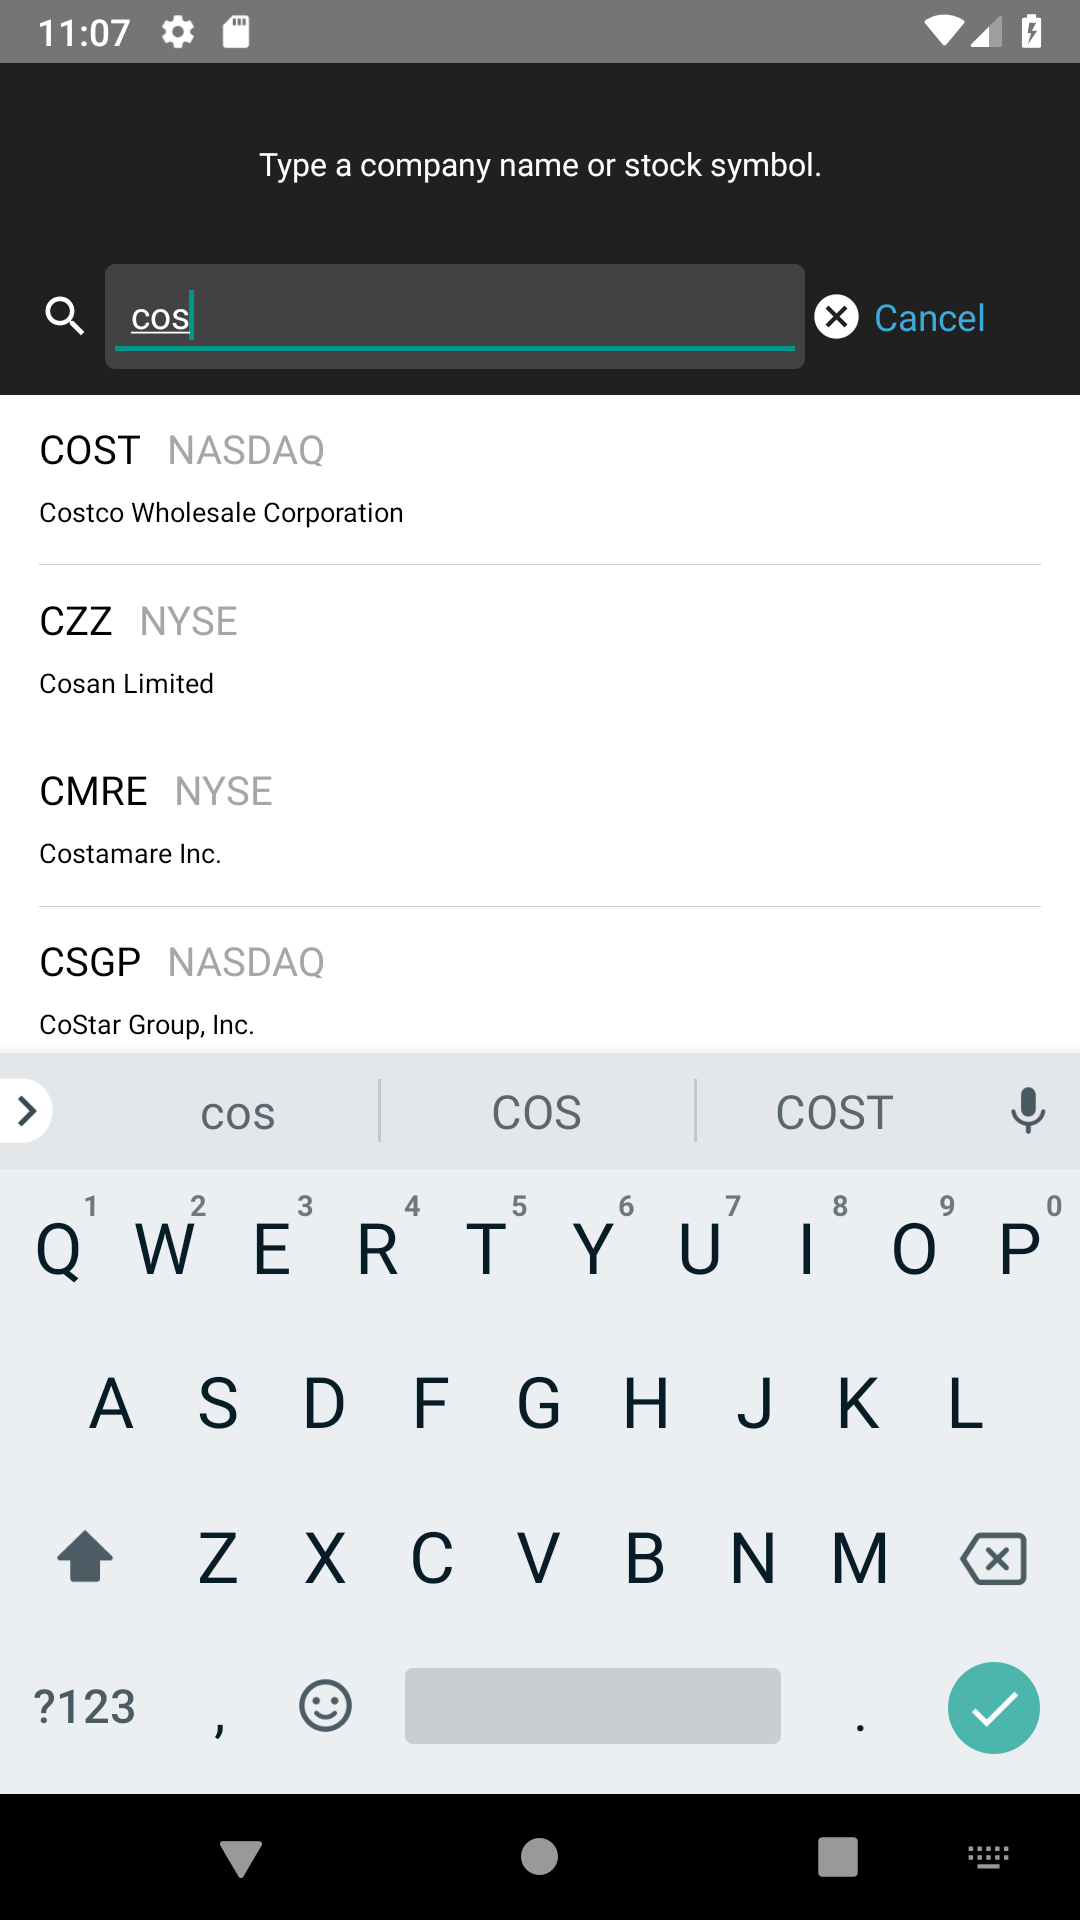 11:07
Type a company name or stock symbol.
cos
Cancel
COST NASDAQ
Costco Wholesale Corporation
CZZ NYSE
Cosan Limited
CMRE NYSE
Costamare Inc.
CSGP NASDAQ
CoStar Group, Inc.
cos COS COST
1 2 3 4 5 6 7 8 9 0
Q W E R T Y U I O P
A S D F G H J K L
Z X C V B N M
?123 , .